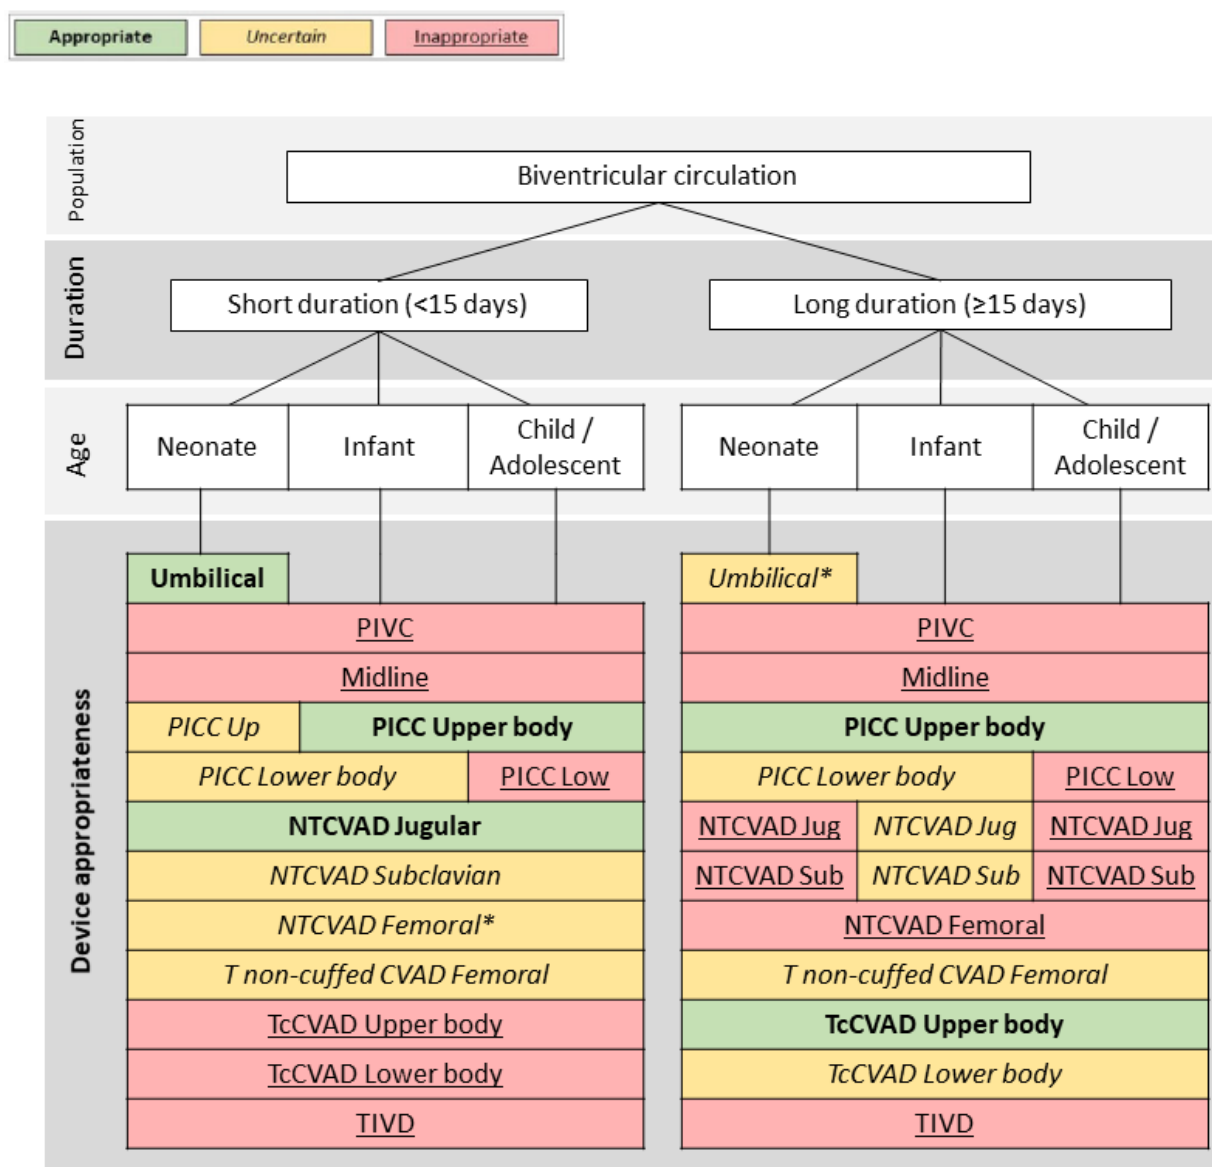 Appropriate
Uncertain
Inappropriate
Population
Biventricular circulation
Duration
Short duration (<15 days)
Long duration (≥15 days)
Age
Neonate
Infant
Child /
Adolescent
Neonate
Infant
Child /
Adolescent
Device appropriateness
Umbilical
PIVC
Midline
PICC Up
PICC Upper body
PICC Lower body
PICC Low
NTCVAD Jugular
NTCVAD Subclavian
NTCVAD Femoral*
T non-cuffed CVAD Femoral
TcCVAD Upper body
TcCVAD Lower body
TIVD
Umbilical*
PIVC
Midline
PICC Upper body
PICC Lower body
PICC Low
NTCVAD Jug
NTCVAD Jug
NTCVAD Jug
NTCVAD Sub
NTCVAD Sub
NTCVAD Sub
NTCVAD Femoral
T non-cuffed CVAD Femoral
TcCVAD Upper body
TcCVAD Lower body
TIVD